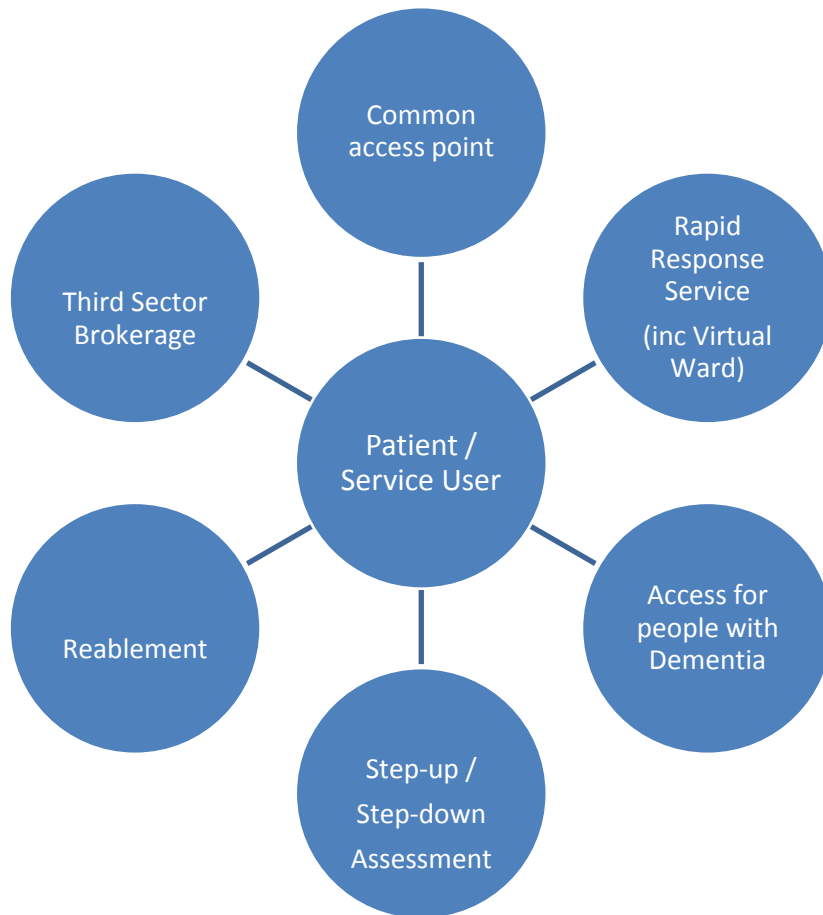 Common
access point
Rapid
Response
Service
(inc Virtual
Ward)
Third Sector
Brokerage
Patient /
Service User
Access for
people with
Dementia
Reablement
Step-up /
Step-down
Assessment